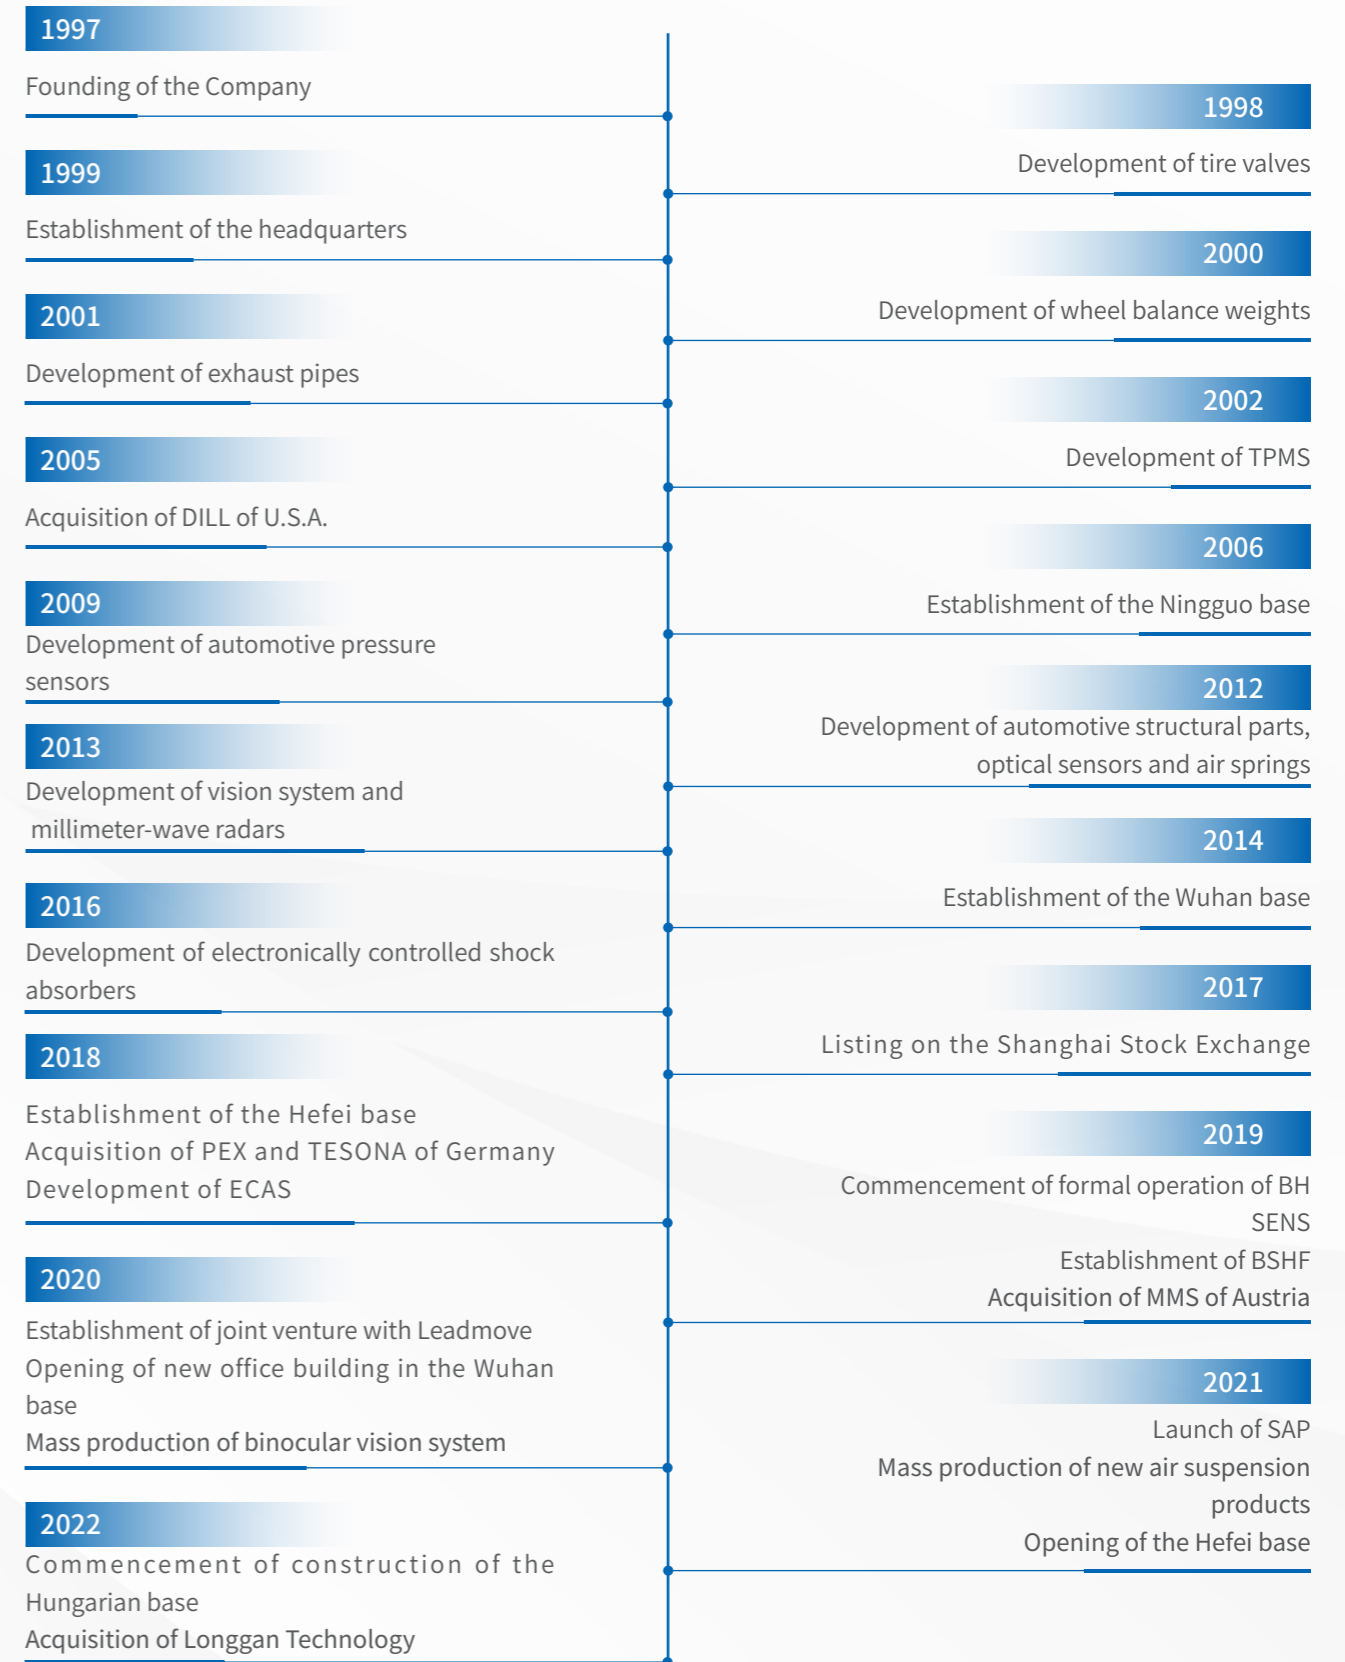 1997
Founding of the Company
1998
Development of tire valves
1999
Establishment of the headquarters
2000
Development of wheel balance weights
2001
Development of exhaust pipes
2002
Development of TPMS
2005
Acquisition of DILL of U.S.A.
2006
Establishment of the Ningguo base
2009
Development of automotive pressure
sensors
2012
Development of automotive structural parts,
optical sensors and air springs
2013
Development of vision system and
millimeter-wave radars
2014
Establishment of the Wuhan base
2016
Development of electronically controlled shock
absorbers
2017
Listing on the Shanghai Stock Exchange
2018
Establishment of the Hefei base
Acquisition of PEX and TESONA of Germany
Development of ECAS
2019
Commencement of formal operation of BH
SENS
Establishment of BSHF
Acquisition of MMS of Austria
2020
Establishment of joint venture with Leadmove
Opening of new office building in the Wuhan
base
Mass production of binocular vision system
2021
Launch of SAP
Mass production of new air suspension
products
Opening of the Hefei base
2022
Commencement of construction of the
Hungarian base
Acquisition of Longgan Technology